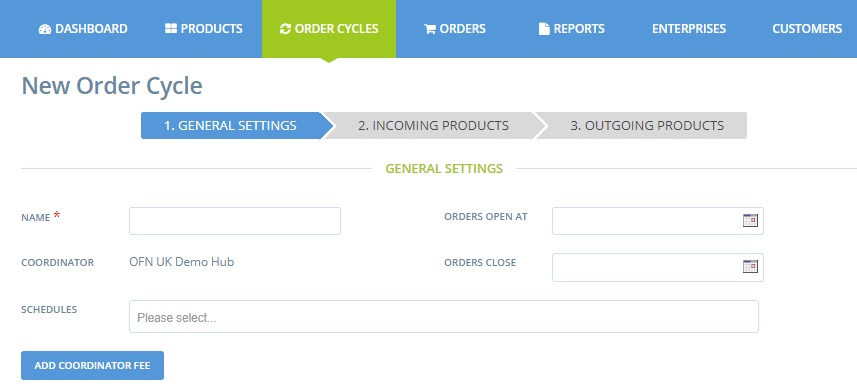 DASHBOARD PRODUCTS ORDER CYCLES ORDERS REPORTS ENTERPRISES CUSTOMERS
New Order Cycle
1. GENERAL SETTINGS 2. INCOMING PRODUCTS 3. OUTGOING PRODUCTS
GENERAL SETTINGS
NAME * ORDERS OPEN AT
COORDINATOR OFN UK Demo Hub ORDERS CLOSE
SCHEDULES Please select...
ADD COORDINATOR FEE